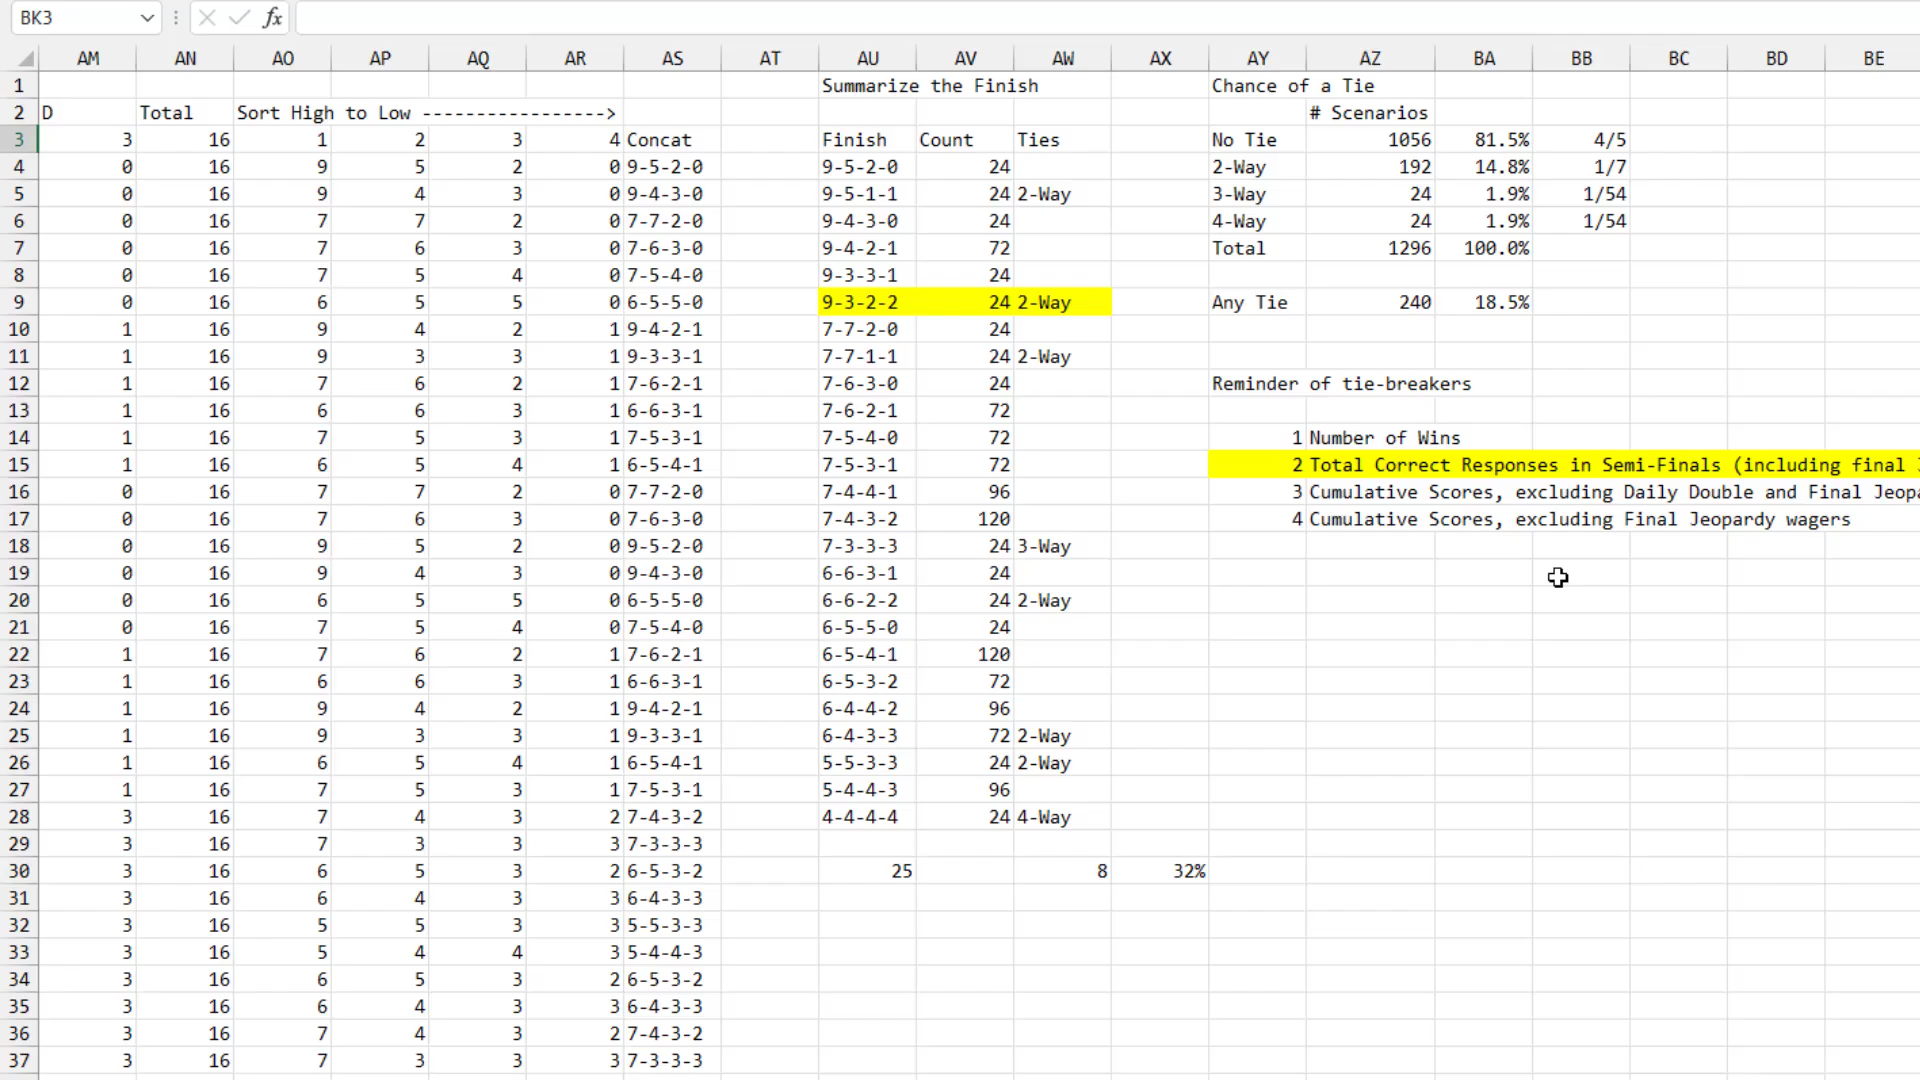 BK3 fx
AM AN AO AP AQ AR AS AT AU AV AW AX AY AZ BA BB BC BD BE
1 Summarize the Finish Chance of a Tie
2 D Total Sort High to Low -----------------> # Scenarios
3 3 16 1 2 3 4 Concat Finish Count Ties No Tie 1056 81.5% 4/5
4 0 16 9 5 2 0 9-5-2-0 9-5-2-0 24 2-Way 192 14.8% 1/7
5 0 16 9 4 3 0 9-4-3-0 9-5-1-1 24 2-Way 3-Way 24 1.9% 1/54
6 0 16 7 7 2 0 7-7-2-0 9-4-3-0 24 4-Way 24 1.9% 1/54
7 0 16 7 6 3 0 7-6-3-0 9-4-2-1 72 Total 1296 100.0%
8 0 16 7 5 4 0 7-5-4-0 9-3-3-1 24
9 0 16 6 5 5 0 6-5-5-0 9-3-2-2 24 2-Way Any Tie 240 18.5%
10 1 16 9 4 2 1 9-4-2-1 7-7-2-0 24
11 1 16 9 3 3 1 9-3-3-1 7-7-1-1 24 2-Way
12 1 16 7 6 2 1 7-6-2-1 7-6-3-0 24 Reminder of tie-breakers
13 1 16 6 6 3 1 6-6-3-1 7-6-2-1 72
14 1 16 7 5 3 1 7-5-3-1 7-5-4-0 72 1 Number of Wins
15 1 16 6 5 4 1 6-5-4-1 7-5-3-1 72 2 Total Correct Responses in Semi-Finals (including final
16 0 16 7 7 2 0 7-7-2-0 7-4-4-1 96 3 Cumulative Scores, excluding Daily Double and Final Jeop
17 0 16 7 6 3 0 7-6-3-0 7-4-3-2 120 4 Cumulative Scores, excluding Final Jeopardy wagers
18 0 16 9 5 2 0 9-5-2-0 7-3-3-3 24 3-Way
19 0 16 9 4 3 0 9-4-3-0 6-6-3-1 24
20 0 16 6 5 5 0 6-5-5-0 6-6-2-2 24 2-Way
21 0 16 7 5 4 0 7-5-4-0 6-5-5-0 24
22 1 16 7 6 2 1 7-6-2-1 6-5-4-1 120
23 1 16 6 6 3 1 6-6-3-1 6-5-3-2 72
24 1 16 9 4 2 1 9-4-2-1 6-4-4-2 96
25 1 16 9 3 3 1 9-3-3-1 6-4-3-3 72 2-Way
26 1 16 6 5 4 1 6-5-4-1 5-5-3-3 24 2-Way
27 1 16 7 5 3 1 7-5-3-1 5-4-4-3 96
28 3 16 7 4 3 2 7-4-3-2 4-4-4-4 24 4-Way
29 3 16 7 3 3 3 7-3-3-3
30 3 16 6 5 3 2 6-5-3-2 25 8 32%
31 3 16 6 4 3 3 6-4-3-3
32 3 16 5 5 3 3 5-5-3-3
33 3 16 5 4 4 3 5-4-4-3
34 3 16 6 5 3 2 6-5-3-2
35 3 16 6 4 3 3 6-4-3-3
36 3 16 7 4 3 2 7-4-3-2
37 3 16 7 3 3 3 7-3-3-3